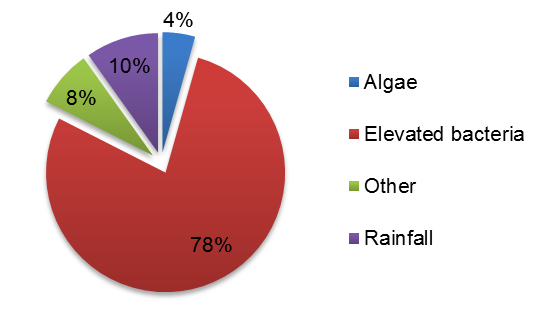 4%
10%
8%
78%
Algae
Elevated bacteria
Other
Rainfall